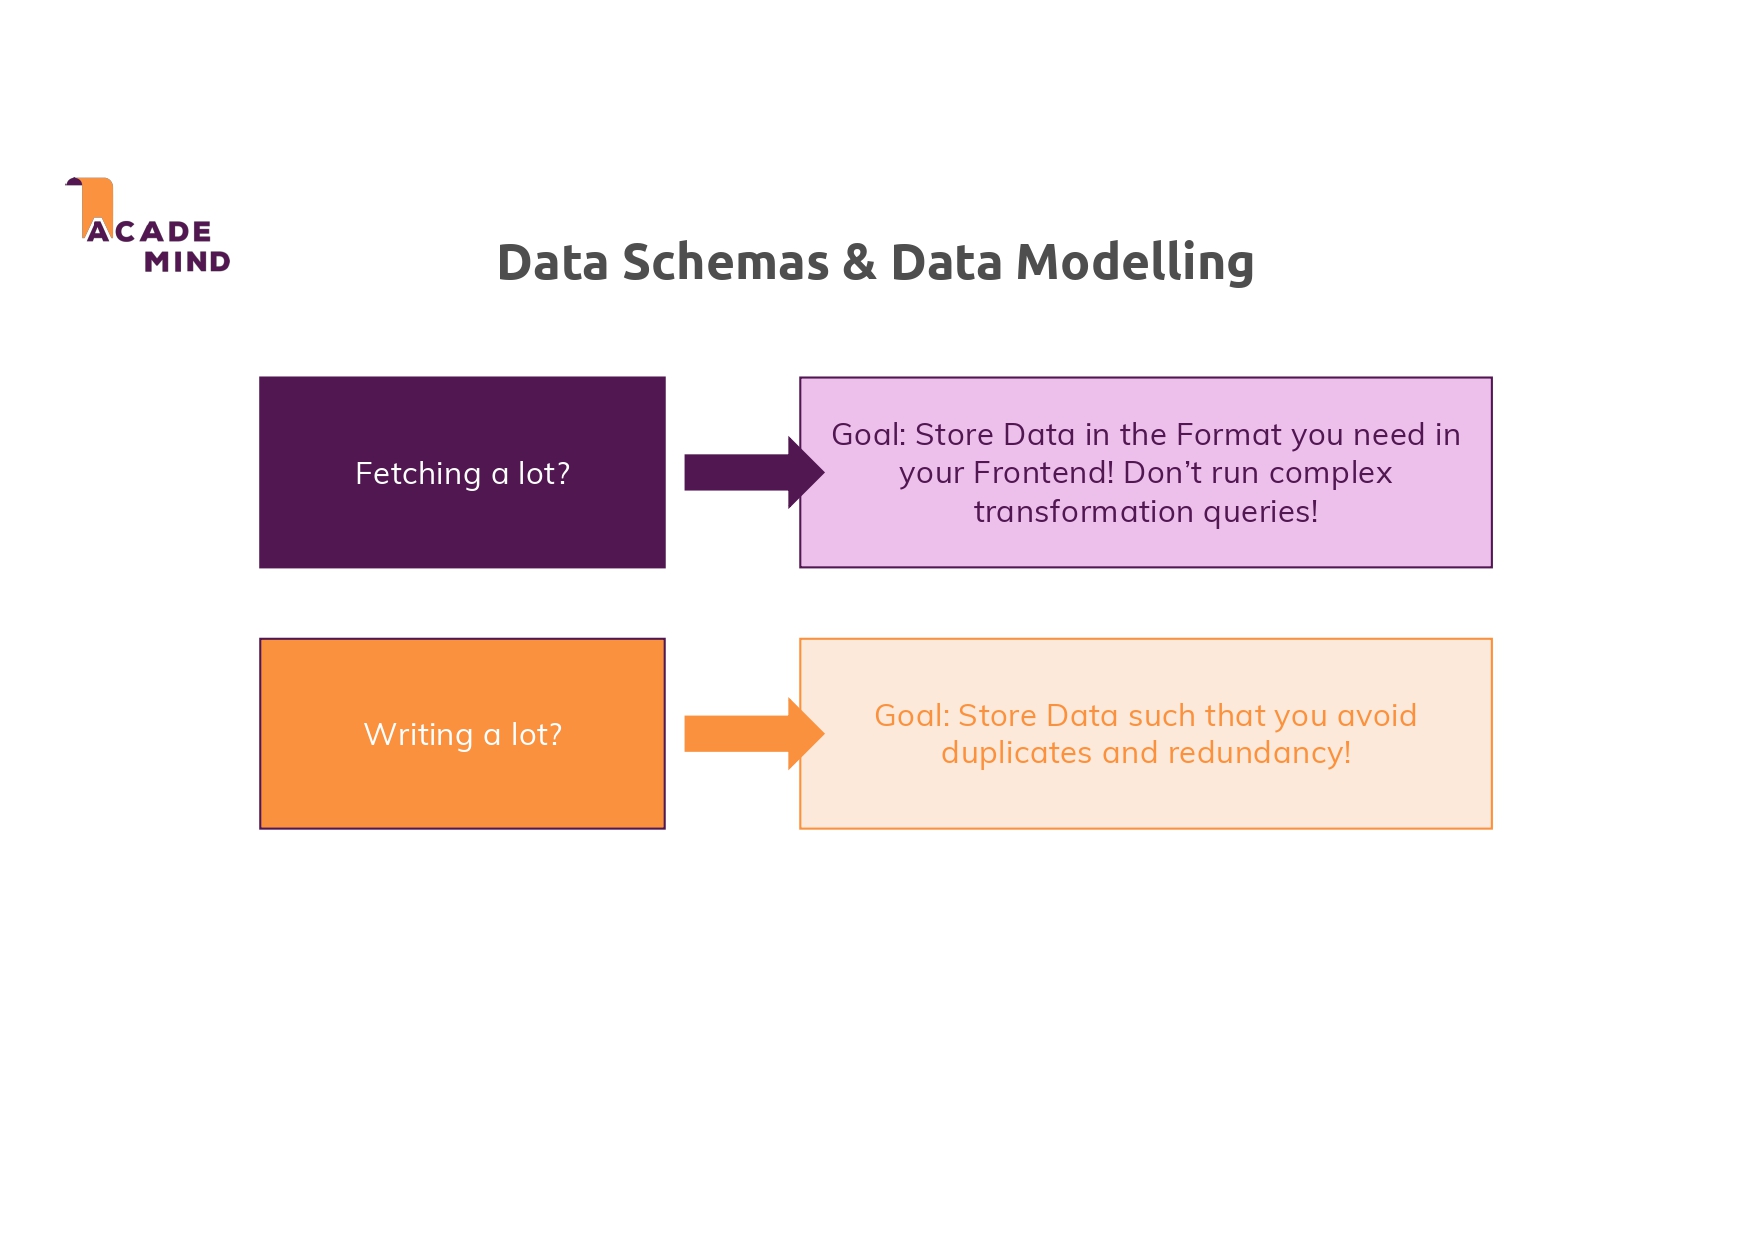 ACADE
MIND
Data Schemas & Data Modelling
Fetching a lot?
Goal: Store Data in the Format you need in
your Frontend! Don’t run complex
transformation queries!
Writing a lot?
Goal: Store Data such that you avoid
duplicates and redundancy!